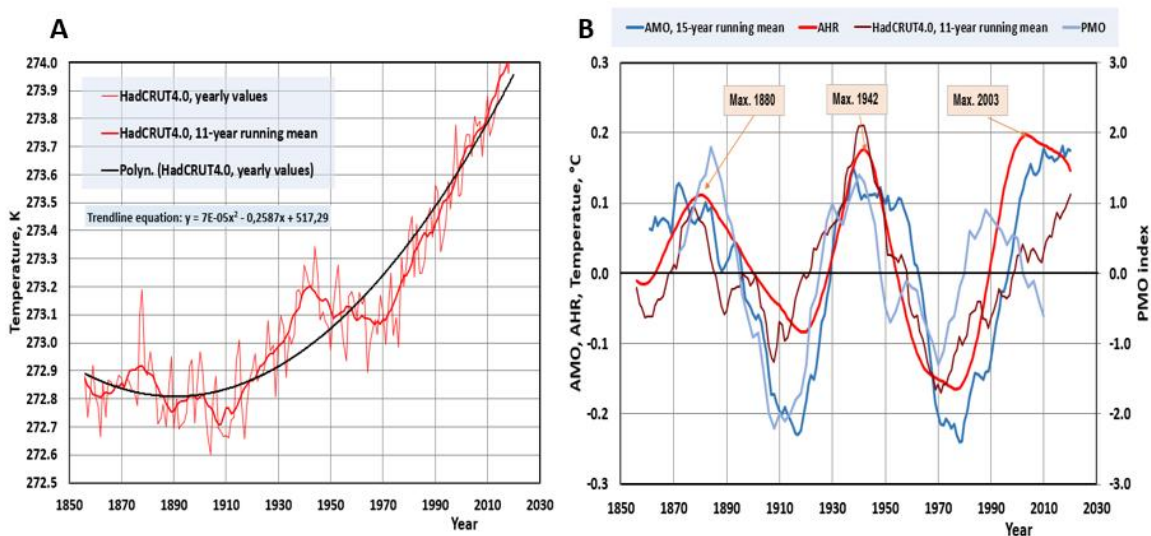 A
HadCRUT4.0, yearly values
HadCRUT4.0, 11-year running mean
Polyn. (HadCRUT4.0, yearly values)
Trendline equation: y = 7E-05x² - 0,2587x + 517,29
Temperature, K
274.0
273.9
273.8
273.7
273.6
273.5
273.4
273.3
273.2
273.1
273.0
272.9
272.8
272.7
272.6
272.5
1850 1870 1890 1910 1930 1950 1970 1990 2010 2030
Year
B
AMO, 15-year running mean AHR HadCRUT4.0, 11-year running mean PMO
Max. 1880
Max. 1942
Max. 2003
AMO, AHR, Temperature, °C
0.3
0.2
0.1
0.0
-0.1
-0.2
-0.3
PMO index
3.0
2.0
1.0
0.0
-1.0
-2.0
-3.0
1850 1870 1890 1910 1930 1950 1970 1990 2010 2030
Year